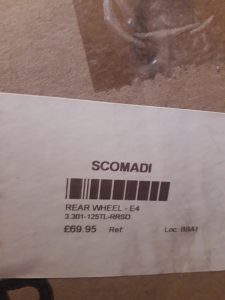 SCOMADI
REAR WHEEL - E4
3.301-125TL-RRSD
£69.95 Ref: Loc: BBA1